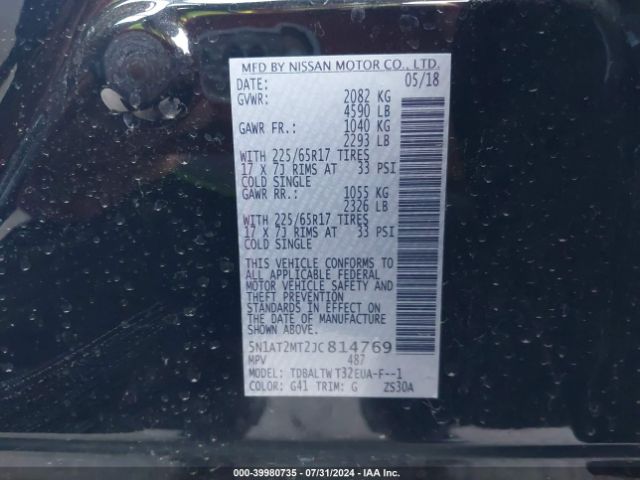 MFD BY NISSAN MOTOR CO., LTD.
DATE: 05/18
GVWR: 2082 KG
4590 LB
GAWR FR.: 1040 KG
2293 LB
WITH 225/65R17 TIRES
17 X 7J RIMS AT 33 PSI
COLD SINGLE
GAWR RR.: 1055 KG
2326 LB
WITH 225/65R17 TIRES
17 X 7J RIMS AT 33 PSI
COLD SINGLE
THIS VEHICLE CONFORMS TO
ALL APPLICABLE FEDERAL
MOTOR VEHICLE SAFETY AND
THEFT PREVENTION
STANDARDS IN EFFECT ON
THE DATE OF MANUFACTURE
SHOWN ABOVE.
5N1AT2MT2JC814769
MPV 487
MODEL: TDBALTW T32EUA-F--1
COLOR: G41 TRIM: G ZS30A
000-39980735 - 07/31/2024 - IAA Inc.